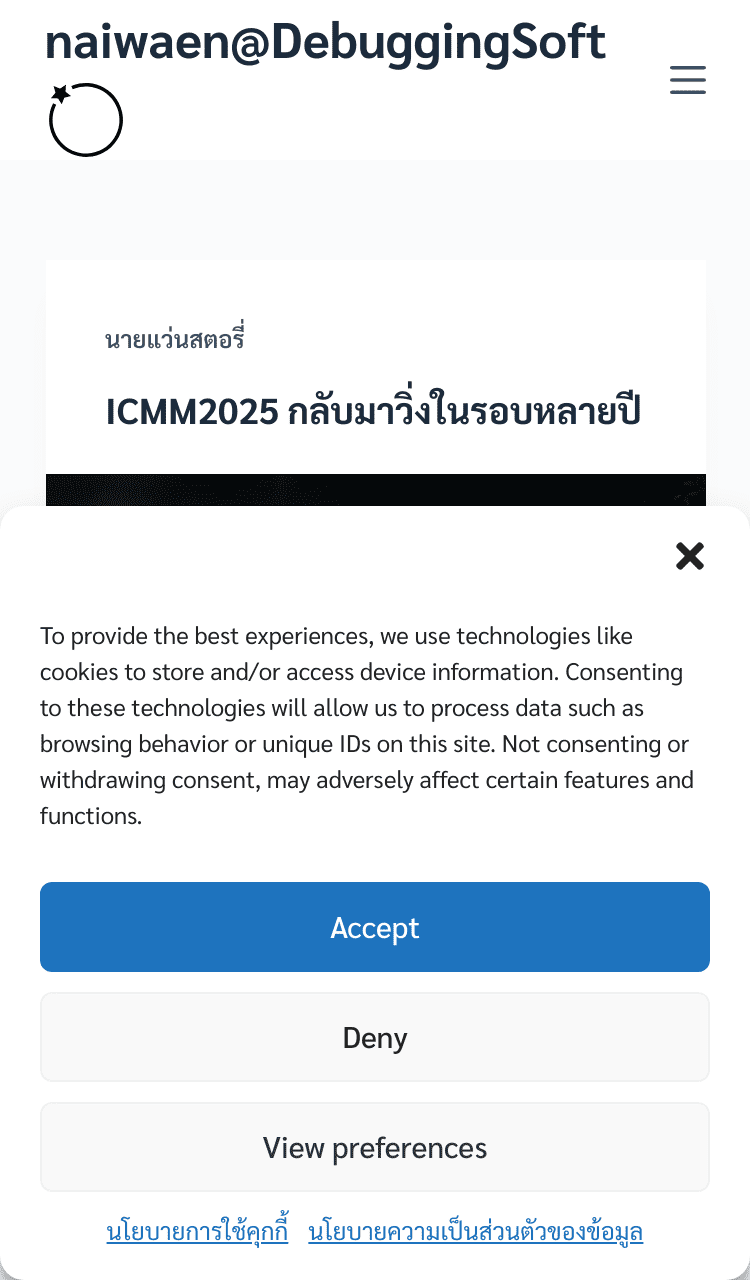 naiwaen@DebuggingSoft
นายแว่นสตอรี่
ICMM2025 กลับมาวิ่งในรอบหลายปี
To provide the best experiences, we use technologies like
cookies to store and/or access device information. Consenting
to these technologies will allow us to process data such as
browsing behavior or unique IDs on this site. Not consenting or
withdrawing consent, may adversely affect certain features and
functions.
Accept
Deny
View preferences
นโยบายการใช้คุกกี้ นโยบายความเป็นส่วนตัวของข้อมูล